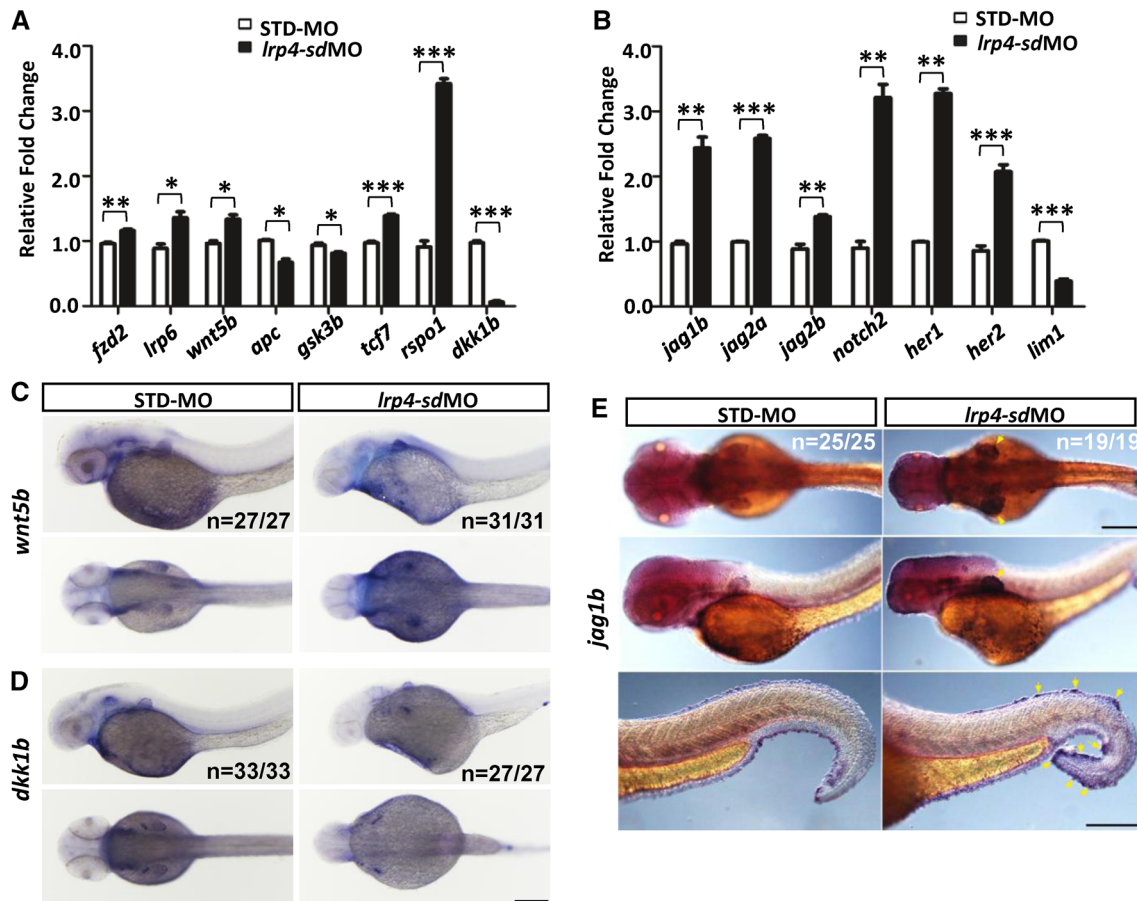 A
STD-MO
lrp4-sdMO
Relative Fold Change
4.0
3.0
2.0
1.0
0.0
**
*
*
*
*
***
***
***
fzd2
lrp6
wnt5b
apc
gsk3b
tcf7
rspo1
dkk1b
B
STD-MO
lrp4-sdMO
Relative Fold Change
4.0
3.0
2.0
1.0
0.0
**
***
**
**
**
***
***
jag1b
jag2a
jag2b
notch2
her1
her2
lim1
C
STD-MO
lrp4-sdMO
wnt5b
n=27/27
n=31/31
D
dkk1b
n=33/33
n=27/27
E
STD-MO
lrp4-sdMO
jag1b
n=25/25
n=19/19